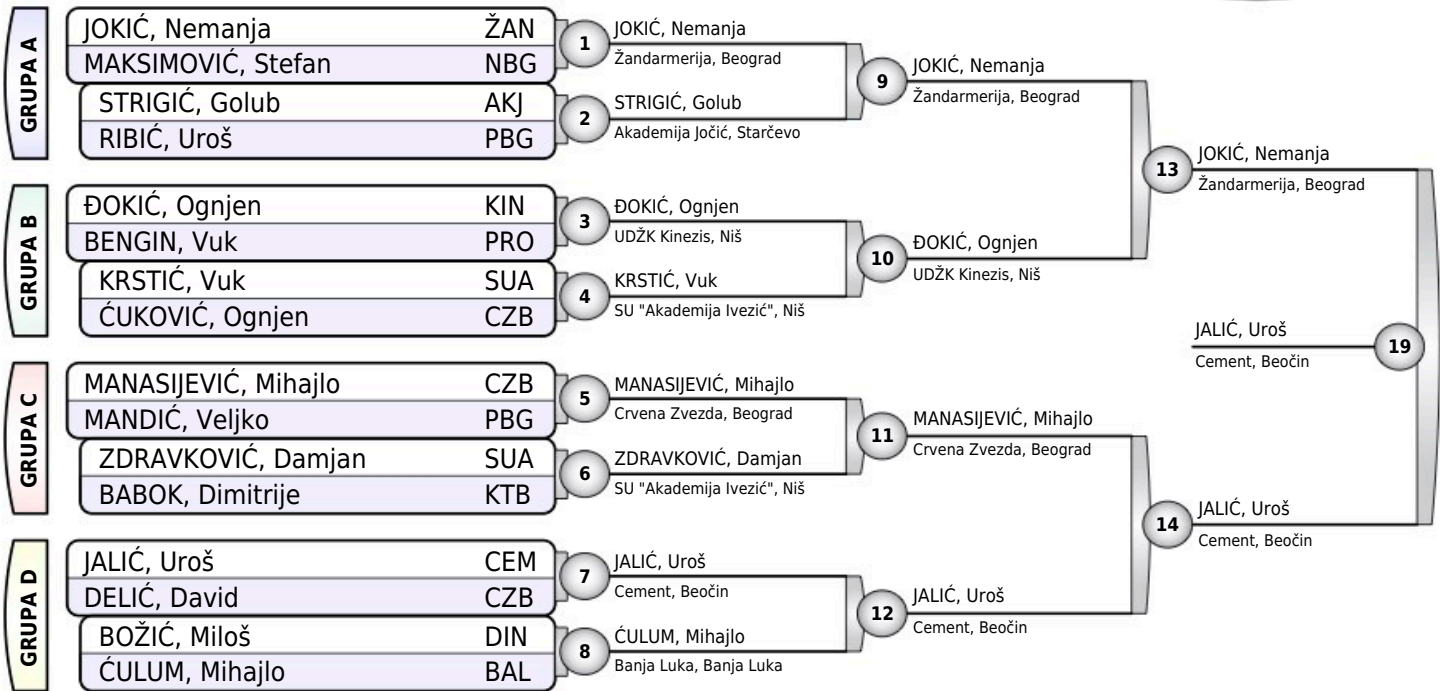 GRUPA A
JOKIĆ, Nemanja ŽAN
MAKSIMOVIĆ, Stefan NBG
STRIGIĆ, Golub AKJ
RIBIĆ, Uroš PBG
1
JOKIĆ, Nemanja
Žandarmerija, Beograd
2
STRIGIĆ, Golub
Akademija Jočić, Starčevo
9
JOKIĆ, Nemanja
Žandarmerija, Beograd
GRUPA B
ĐOKIĆ, Ognjen KIN
BENGIN, Vuk PRO
KRSTIĆ, Vuk SUA
ĆUKOVIĆ, Ognjen CZB
3
ĐOKIĆ, Ognjen
UDŽK Kinezis, Niš
4
KRSTIĆ, Vuk
SU "Akademija Ivezić", Niš
10
ĐOKIĆ, Ognjen
UDŽK Kinezis, Niš
13
JOKIĆ, Nemanja
Žandarmerija, Beograd
GRUPA C
MANASIJEVIĆ, Mihajlo CZB
MANDIĆ, Veljko PBG
ZDRAVKOVIĆ, Damjan SUA
BABOK, Dimitrije KTB
5
MANASIJEVIĆ, Mihajlo
Crvena Zvezda, Beograd
6
ZDRAVKOVIĆ, Damjan
SU "Akademija Ivezić", Niš
11
MANASIJEVIĆ, Mihajlo
Crvena Zvezda, Beograd
GRUPA D
JALIĆ, Uroš CEM
DELIĆ, David CZB
BOŽIĆ, Miloš DIN
ĆULUM, Mihajlo BAL
7
JALIĆ, Uroš
Cement, Beočin
8
ĆULUM, Mihajlo
Banja Luka, Banja Luka
12
JALIĆ, Uroš
Cement, Beočin
14
JALIĆ, Uroš
Cement, Beočin
JALIĆ, Uroš
Cement, Beočin
19